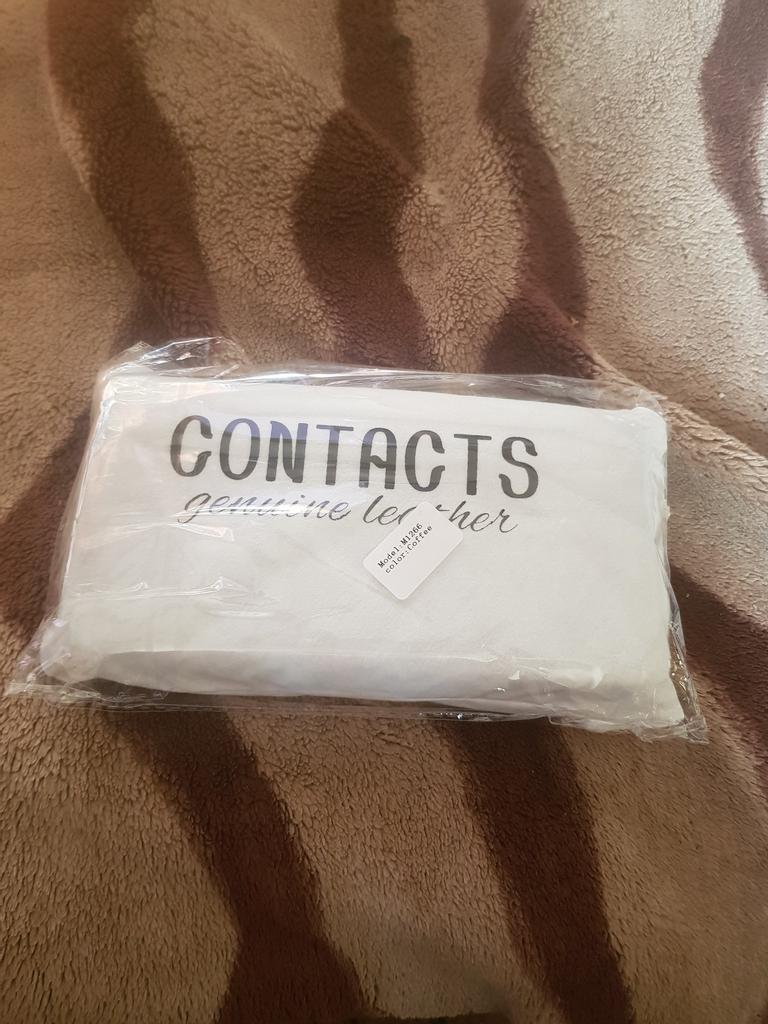 CONTACTS
genuine leather
Model:M1266
color:Coffee